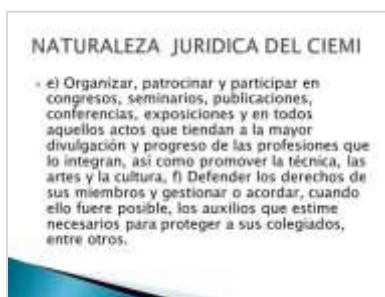 NATURALEZA JURIDICA DEL CIEMI
e) Organizar, patrocinar y participar en
congresos, seminarios, publicaciones,
conferencias, exposiciones y en todos
aquellos actos que tiendan a la mayor
divulgación y progreso de las profesiones que
lo integran, así como promover la técnica, las
artes y la cultura, f) Defender los derechos de
sus miembros y gestionar o acordar, cuando
ello fuere posible, los auxilios que estime
necesarios para proteger a sus colegiados,
entre otros.